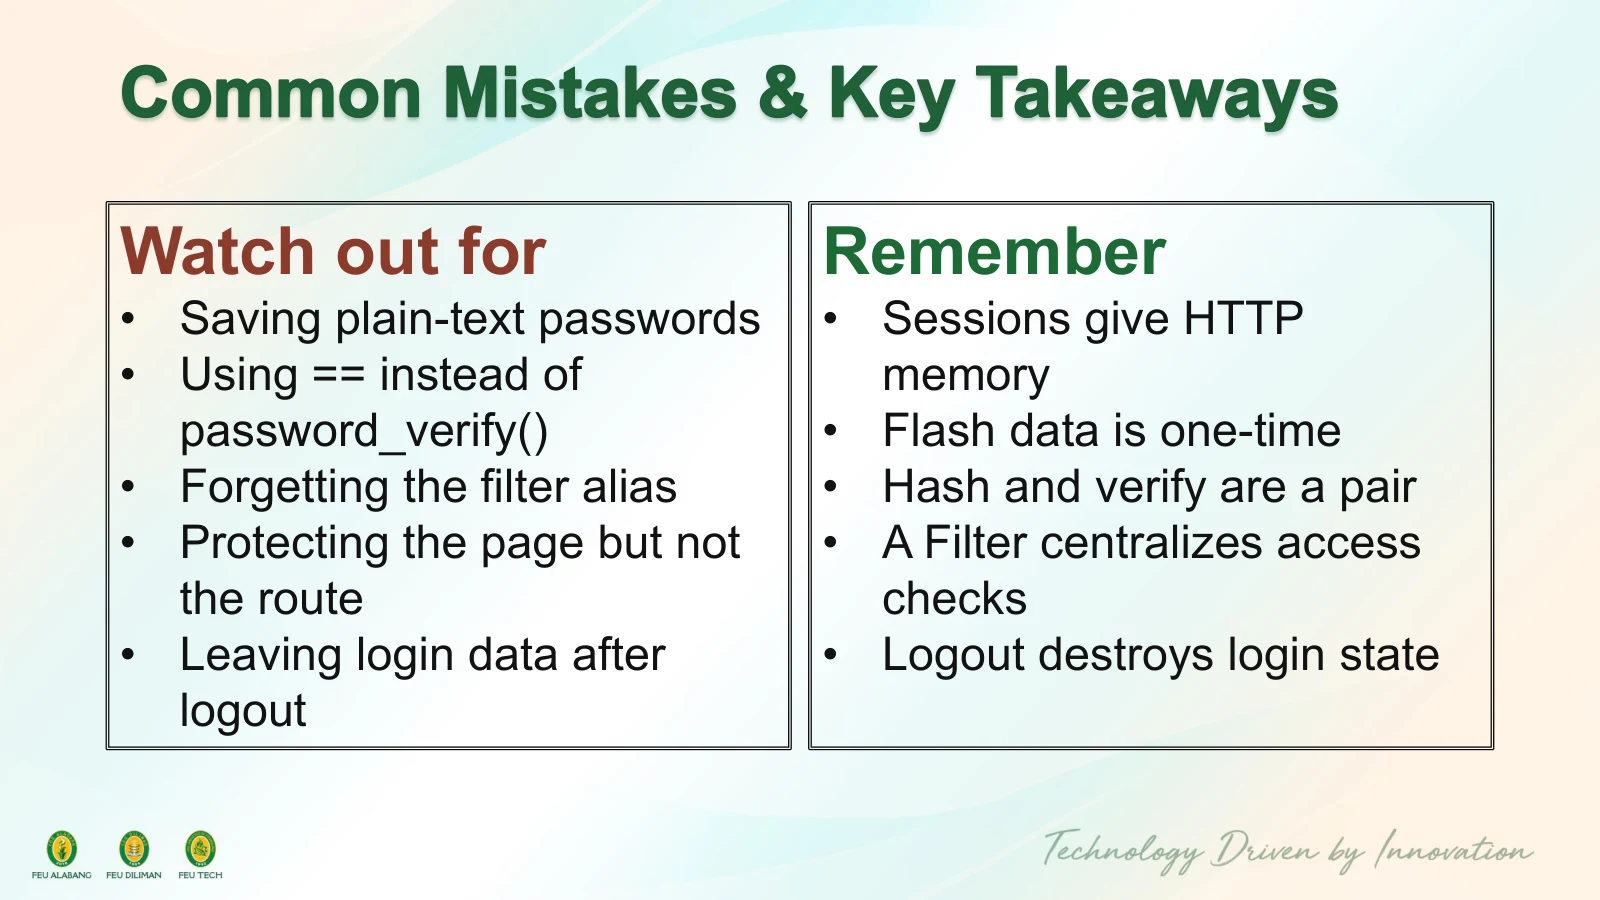 Common Mistakes & Key Takeaways
Watch out for
• Saving plain-text passwords
• Using == instead of
password_verify()
• Forgetting the filter alias
• Protecting the page but not
the route
• Leaving login data after
logout
Remember
• Sessions give HTTP
memory
• Flash data is one-time
• Hash and verify are a pair
• A Filter centralizes access
checks
• Logout destroys login state
FEU ALABANG
FEU DILIMAN
FEU TECH
Technology Driven by Innovation